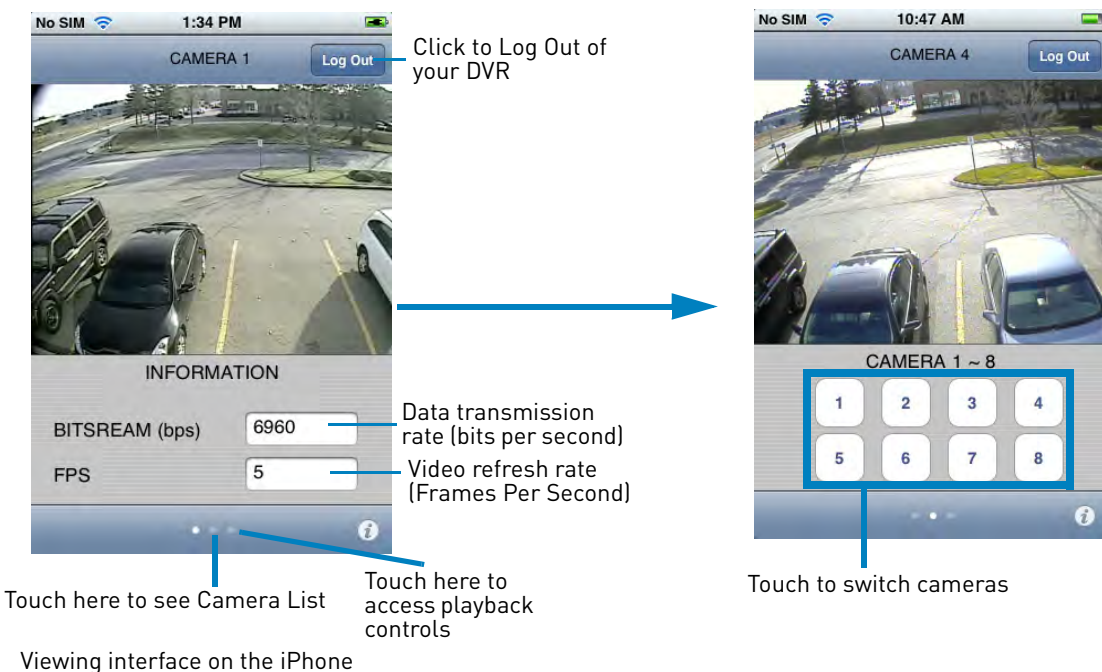 No SIM 1:34 PM
CAMERA 1 Log Out
Click to Log Out of
your DVR
INFORMATION
BITSREAM (bps) 6960
Data transmission
rate (bits per second)
FPS 5
Video refresh rate
(Frames Per Second)
i
Touch here to see Camera List
Touch here to
access playback
controls
Viewing interface on the iPhone
No SIM 10:47 AM
CAMERA 4 Log Out
CAMERA 1 ~ 8
1 2 3 4
5 6 7 8
i
Touch to switch cameras